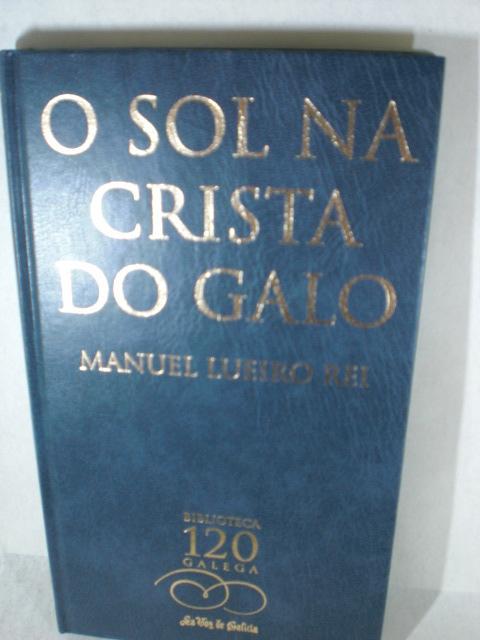 O SOL NA
CRISTA
DO GALO
MANUEL LUEIRO REI
BIBLIOTECA
120
GALEGA
La Voz de Galicia